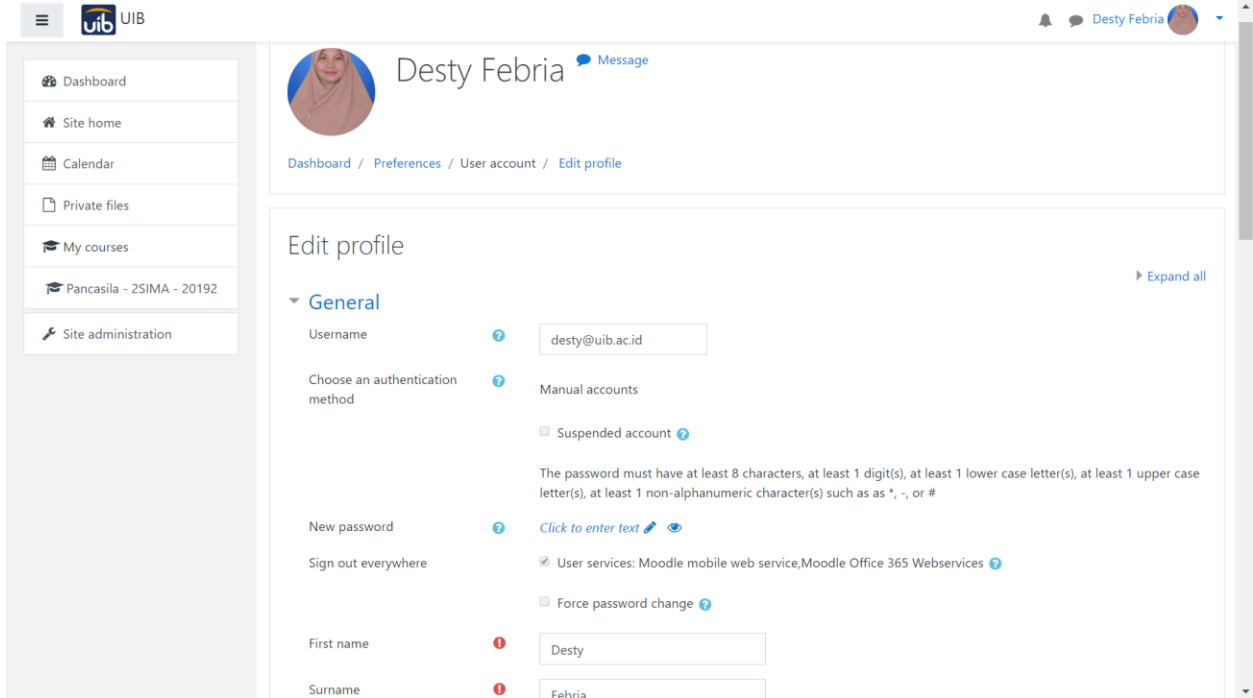 uib UIB
Desty Febria
Dashboard
Site home
Calendar
Private files
My courses
Pancasila - 2SIMA - 20192
Site administration
Desty Febria Message
Dashboard / Preferences / User account / Edit profile
Edit profile
Expand all
General
Username
desty@uib.ac.id
Choose an authentication
method
Manual accounts
Suspended account
The password must have at least 8 characters, at least 1 digit(s), at least 1 lower case letter(s), at least 1 upper case
letter(s), at least 1 non-alphanumeric character(s) such as as *, -, or #
New password
Click to enter text
Sign out everywhere
User services: Moodle mobile web service,Moodle Office 365 Webservices
Force password change
First name
Desty
Surname
Febria